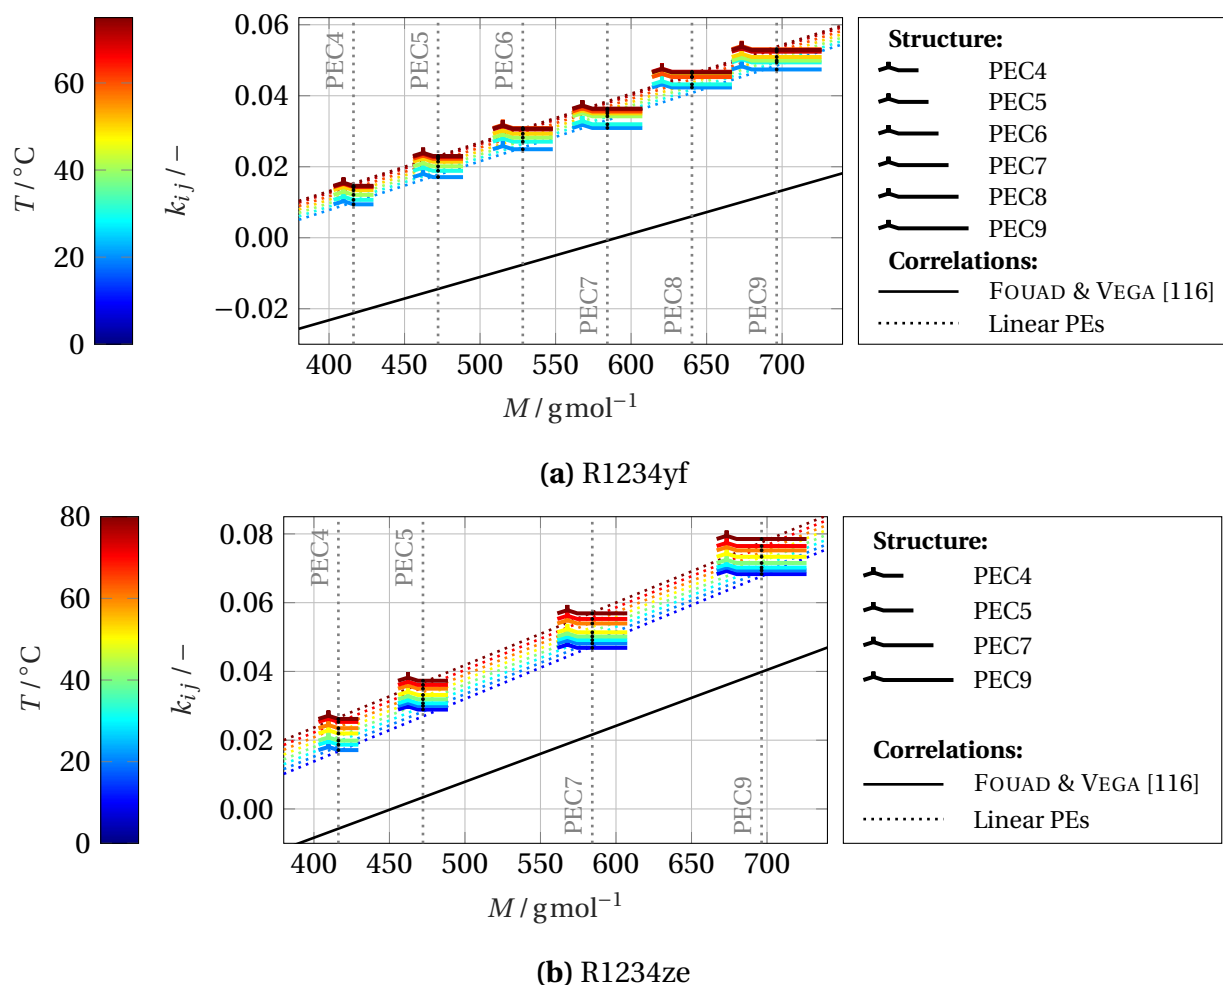 0.06
0.04
0.02
0.00
−0.02
k_ij / −
60
40
20
0
T / °C
PEC4
PEC5
PEC6
PEC7
PEC8
PEC9
400
450
500
550
600
650
700
M / g mol⁻¹
Structure:
PEC4
PEC5
PEC6
PEC7
PEC8
PEC9
Correlations:
FOUAD & VEGA [116]
Linear PEs
(a) R1234yf
80
60
40
20
0
T / °C
0.08
0.06
0.04
0.02
0.00
k_ij / −
PEC4
PEC5
PEC7
PEC9
400
450
500
550
600
650
700
M / g mol⁻¹
Structure:
PEC4
PEC5
PEC7
PEC9
Correlations:
FOUAD & VEGA [116]
Linear PEs
(b) R1234ze